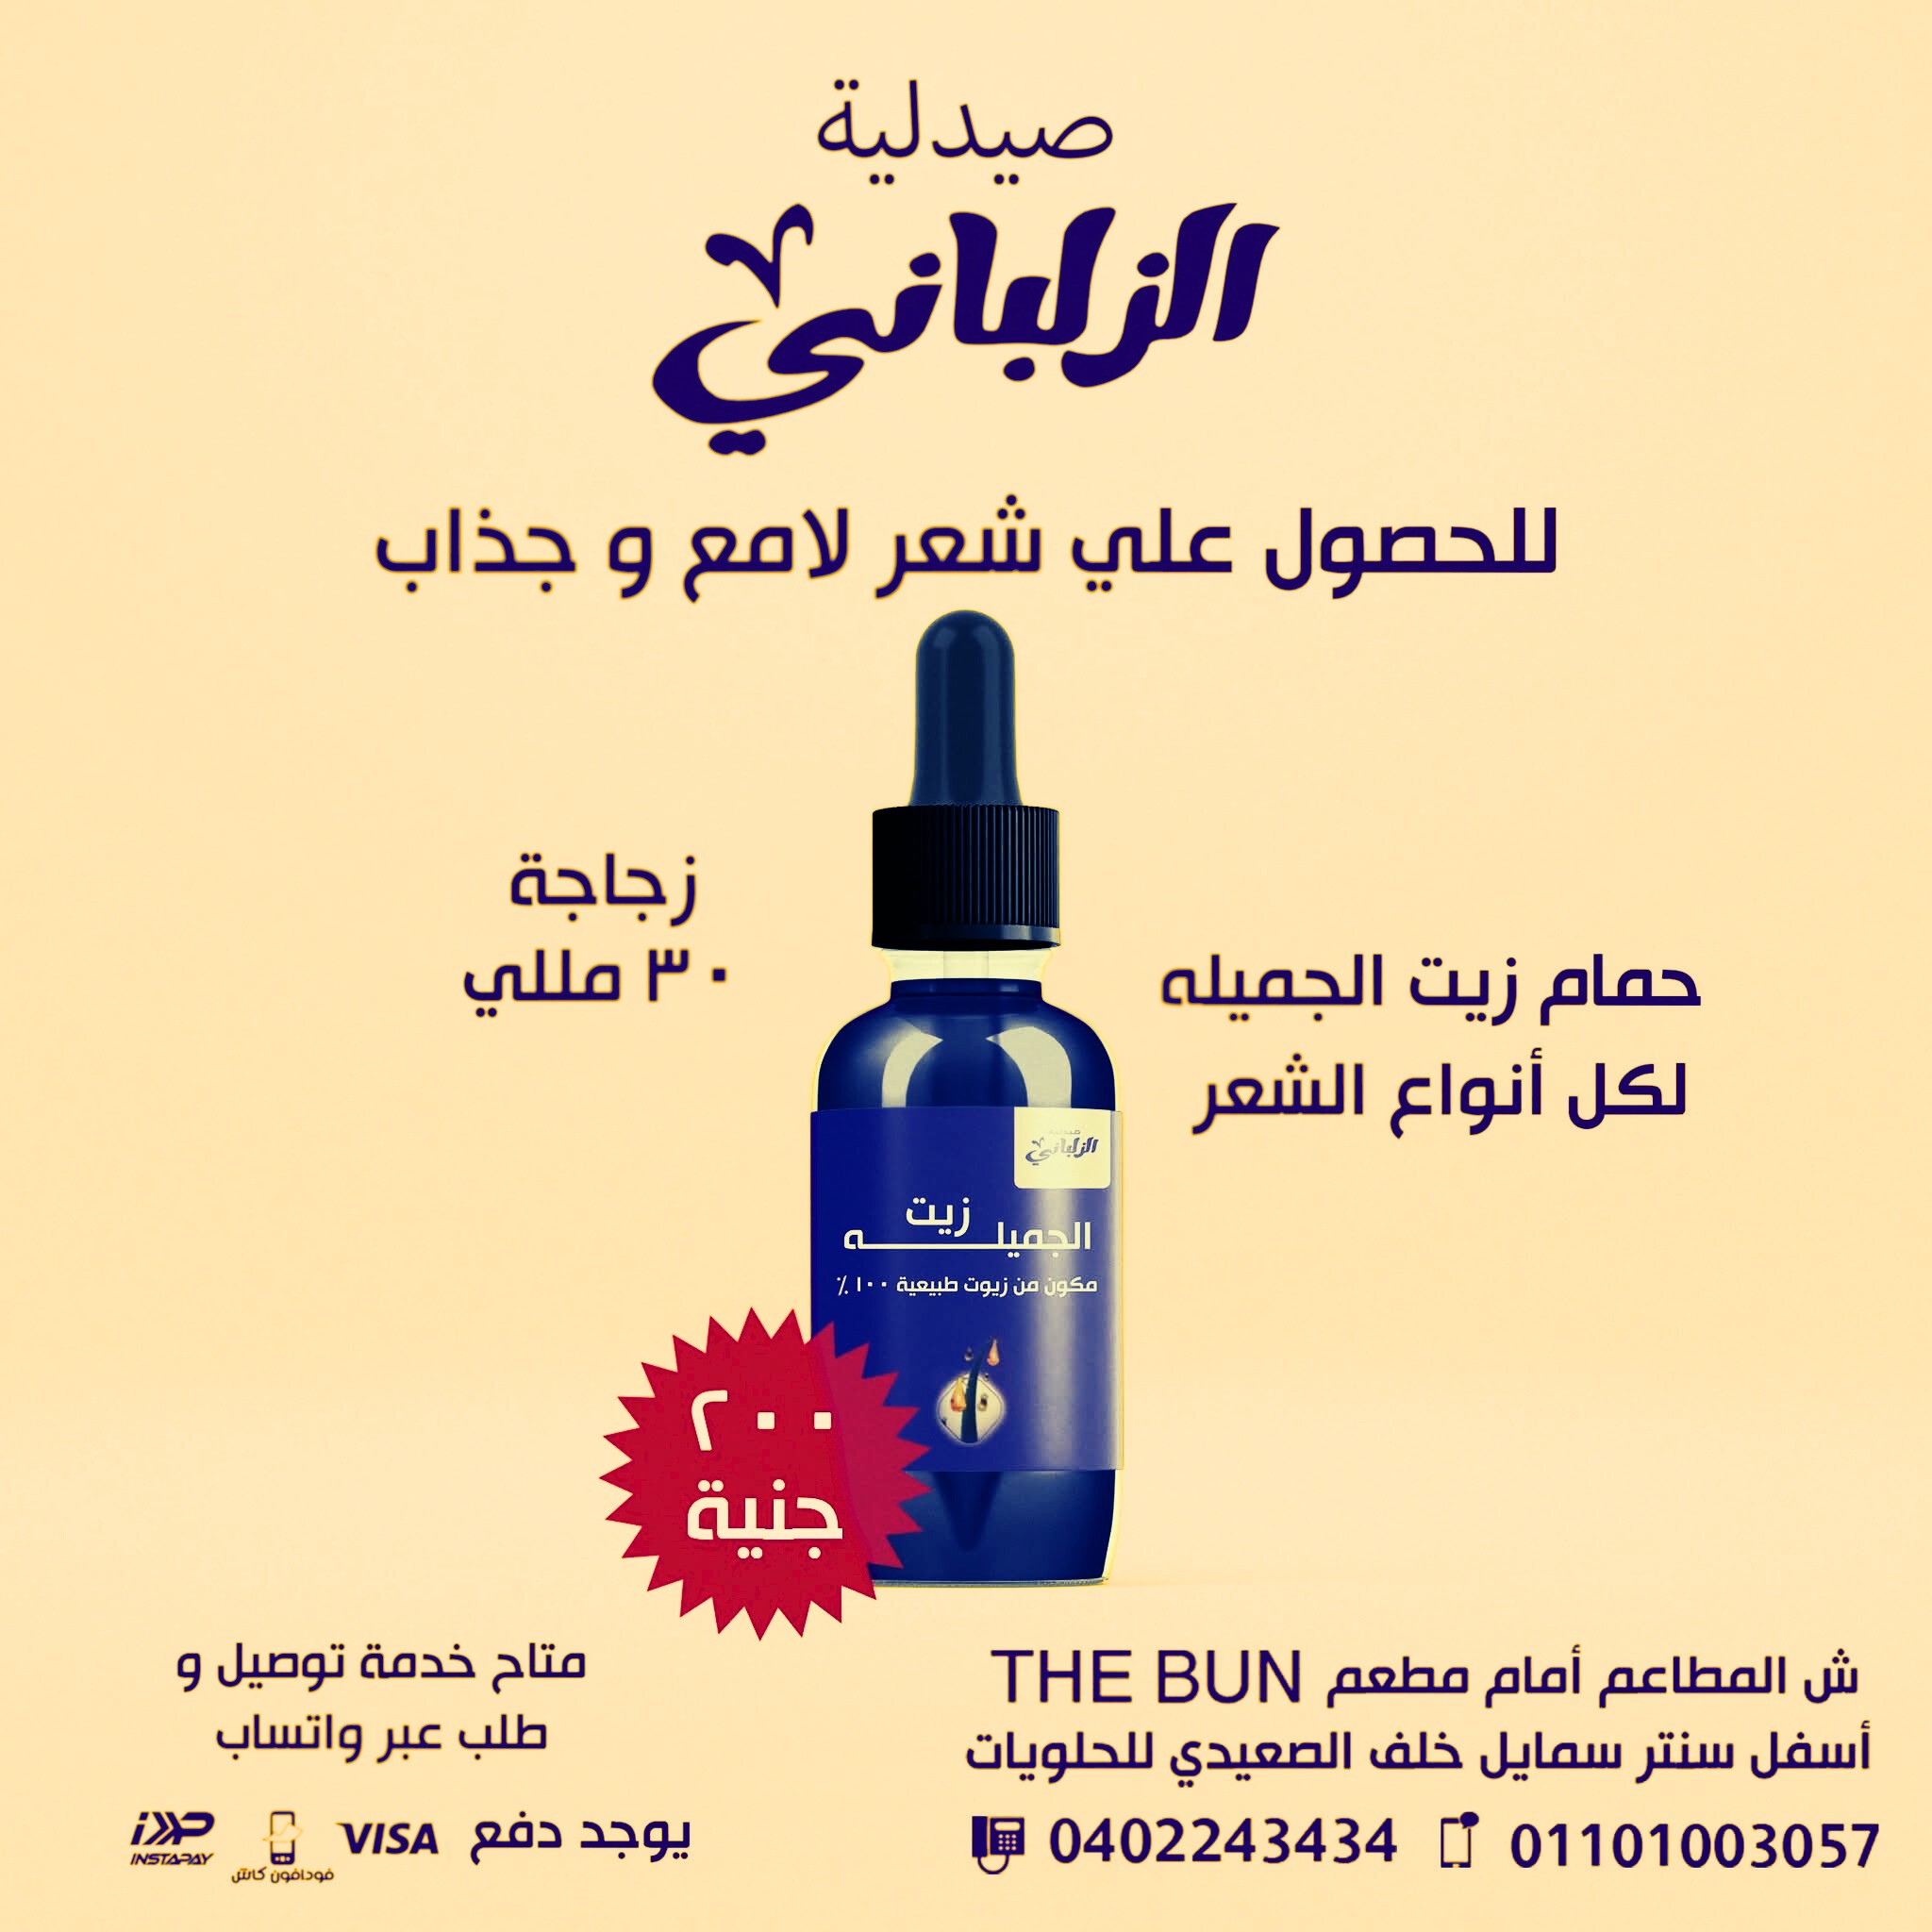 صيدلية
الزلباني
للحصول علي شعر لامع و جذاب
زجاجة
٣٠ مللي
حمام زيت الجميله
لكل أنواع الشعر
صيدلية
الزلباني
زيت
الجميلــــه
مكون من زيوت طبيعية ١٠٠ ٪
٢٠٠
جنية
ش المطاعم أمام مطعم THE BUN
أسفل سنتر سمايل خلف الصعيدي للحلويات
01101003057
0402243434
متاح خدمة توصيل و
طلب عبر واتساب
يوجد دفع VISA
فودافون كاش
INSTAPAY